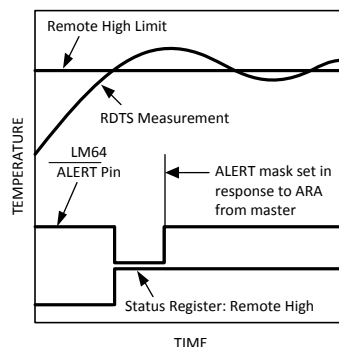 Remote High Limit
RDTS Measurement
TEMPERATURE
LM64
ALERT Pin
ALERT mask set in
response to ARA
from master
Status Register: Remote High
TIME